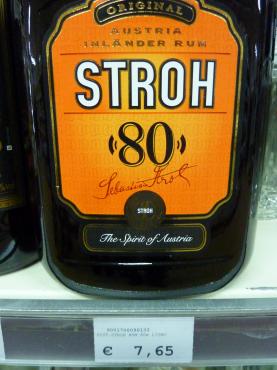 ORIGINAL
AUSTRIA
INLÄNDER RUM
STROH
80
Sebastian Stroh
STROH
The Spirit of Austria
€ 7,65